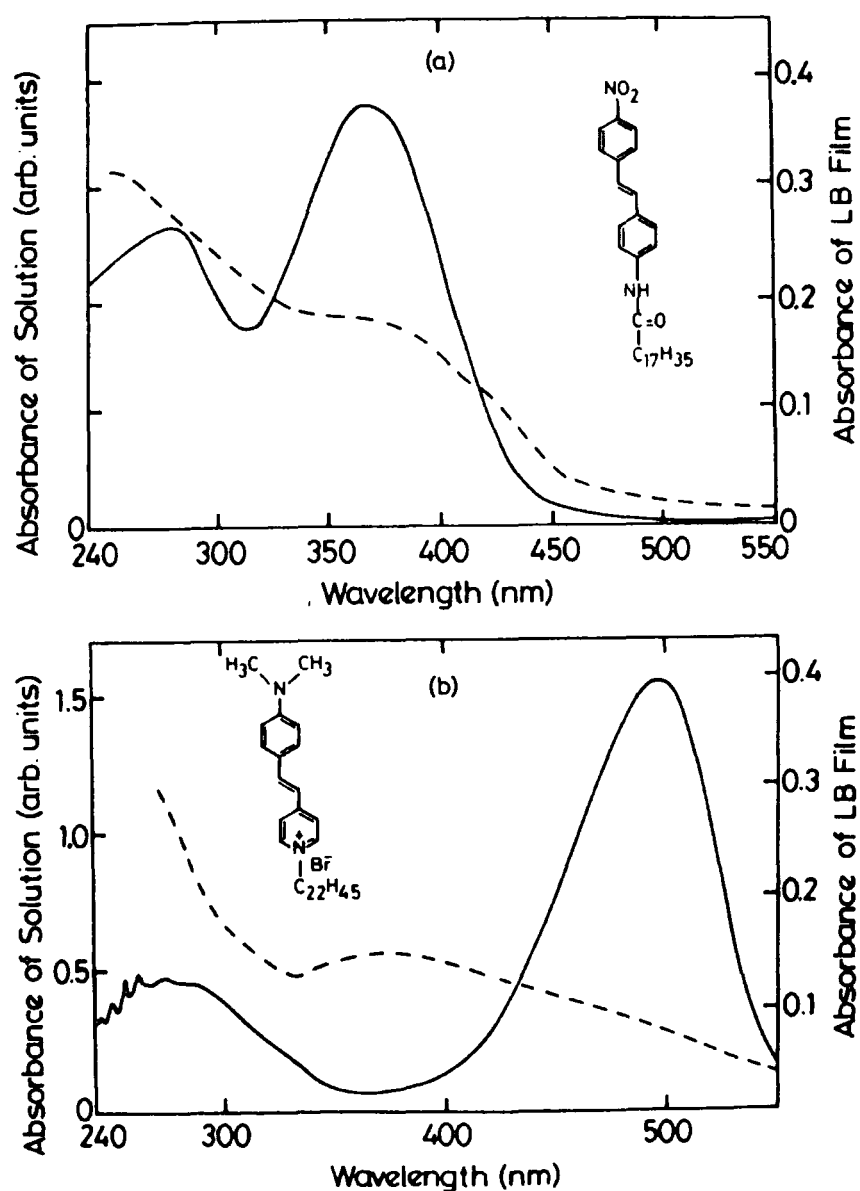 (a)
Absorbance of Solution (arb. units)
0
NO₂
NH
C=O
C₁₇H₃₅
0.4
0.3
0.2
0.1
0
Absorbance of LB Film
240 300 350 400 450 500 550
Wavelength (nm)
(b)
Absorbance of Solution (arb. units)
1.5
1.0
0.5
0
H₃C CH₃
N
N⁺
Br⁻
C₂₂H₄₅
0.4
0.3
0.2
0.1
Absorbance of LB Film
240 300 400 500
Wavelength (nm)